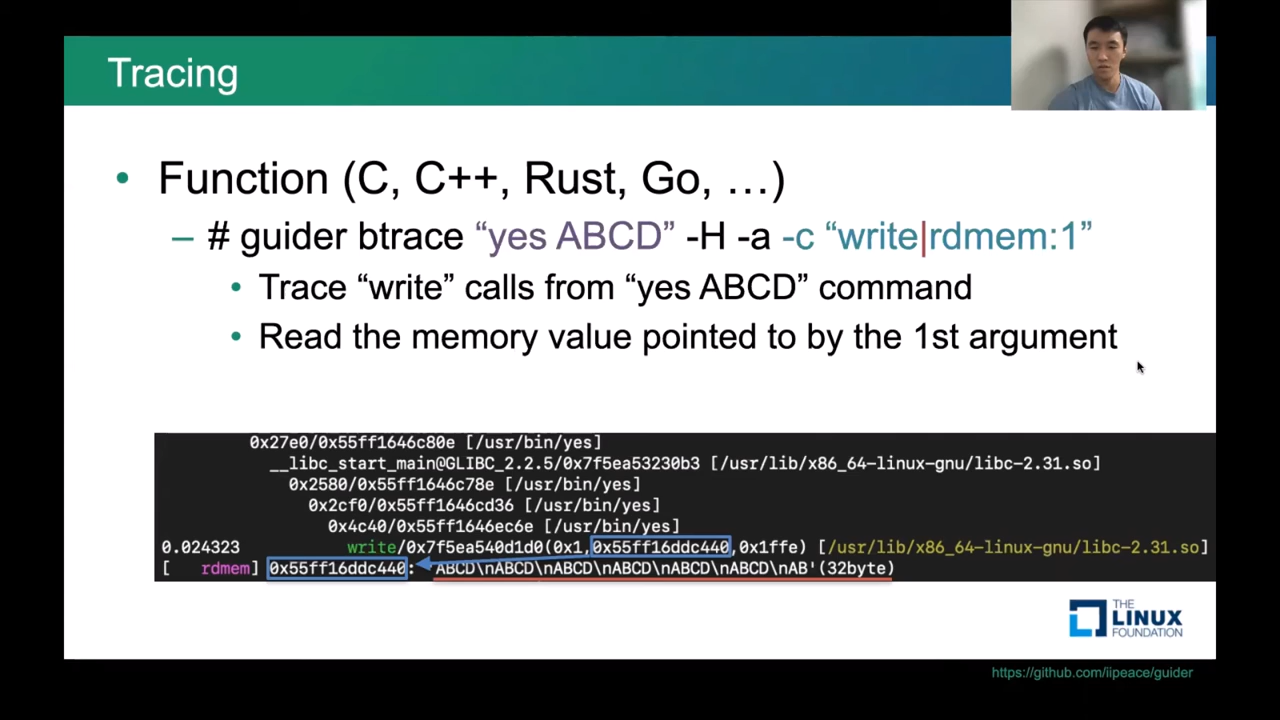 Tracing
• Function (C, C++, Rust, Go, …)
– # guider btrace “yes ABCD” -H -a -c “write|rdmem:1”
• Trace “write” calls from “yes ABCD” command
• Read the memory value pointed to by the 1st argument
0x27e0/0x55ff1646c80e [/usr/bin/yes]
__libc_start_main@GLIBC_2.2.5/0x7f5ea53230b3 [/usr/lib/x86_64-linux-gnu/libc-2.31.so]
0x2580/0x55ff1646c78e [/usr/bin/yes]
0x2cf0/0x55ff1646cd36 [/usr/bin/yes]
0x4c40/0x55ff1646ec6e [/usr/bin/yes]
0.024323 write/0x7f5ea540d1d0(0x1,0x55ff16ddc440,0x1ffe) [/usr/lib/x86_64-linux-gnu/libc-2.31.so]
[ rdmem] 0x55ff16ddc440: 'ABCD\nABCD\nABCD\nABCD\nABCD\nABCD\nAB'(32byte)
THE
LINUX
FOUNDATION
https://github.com/iipeace/guider